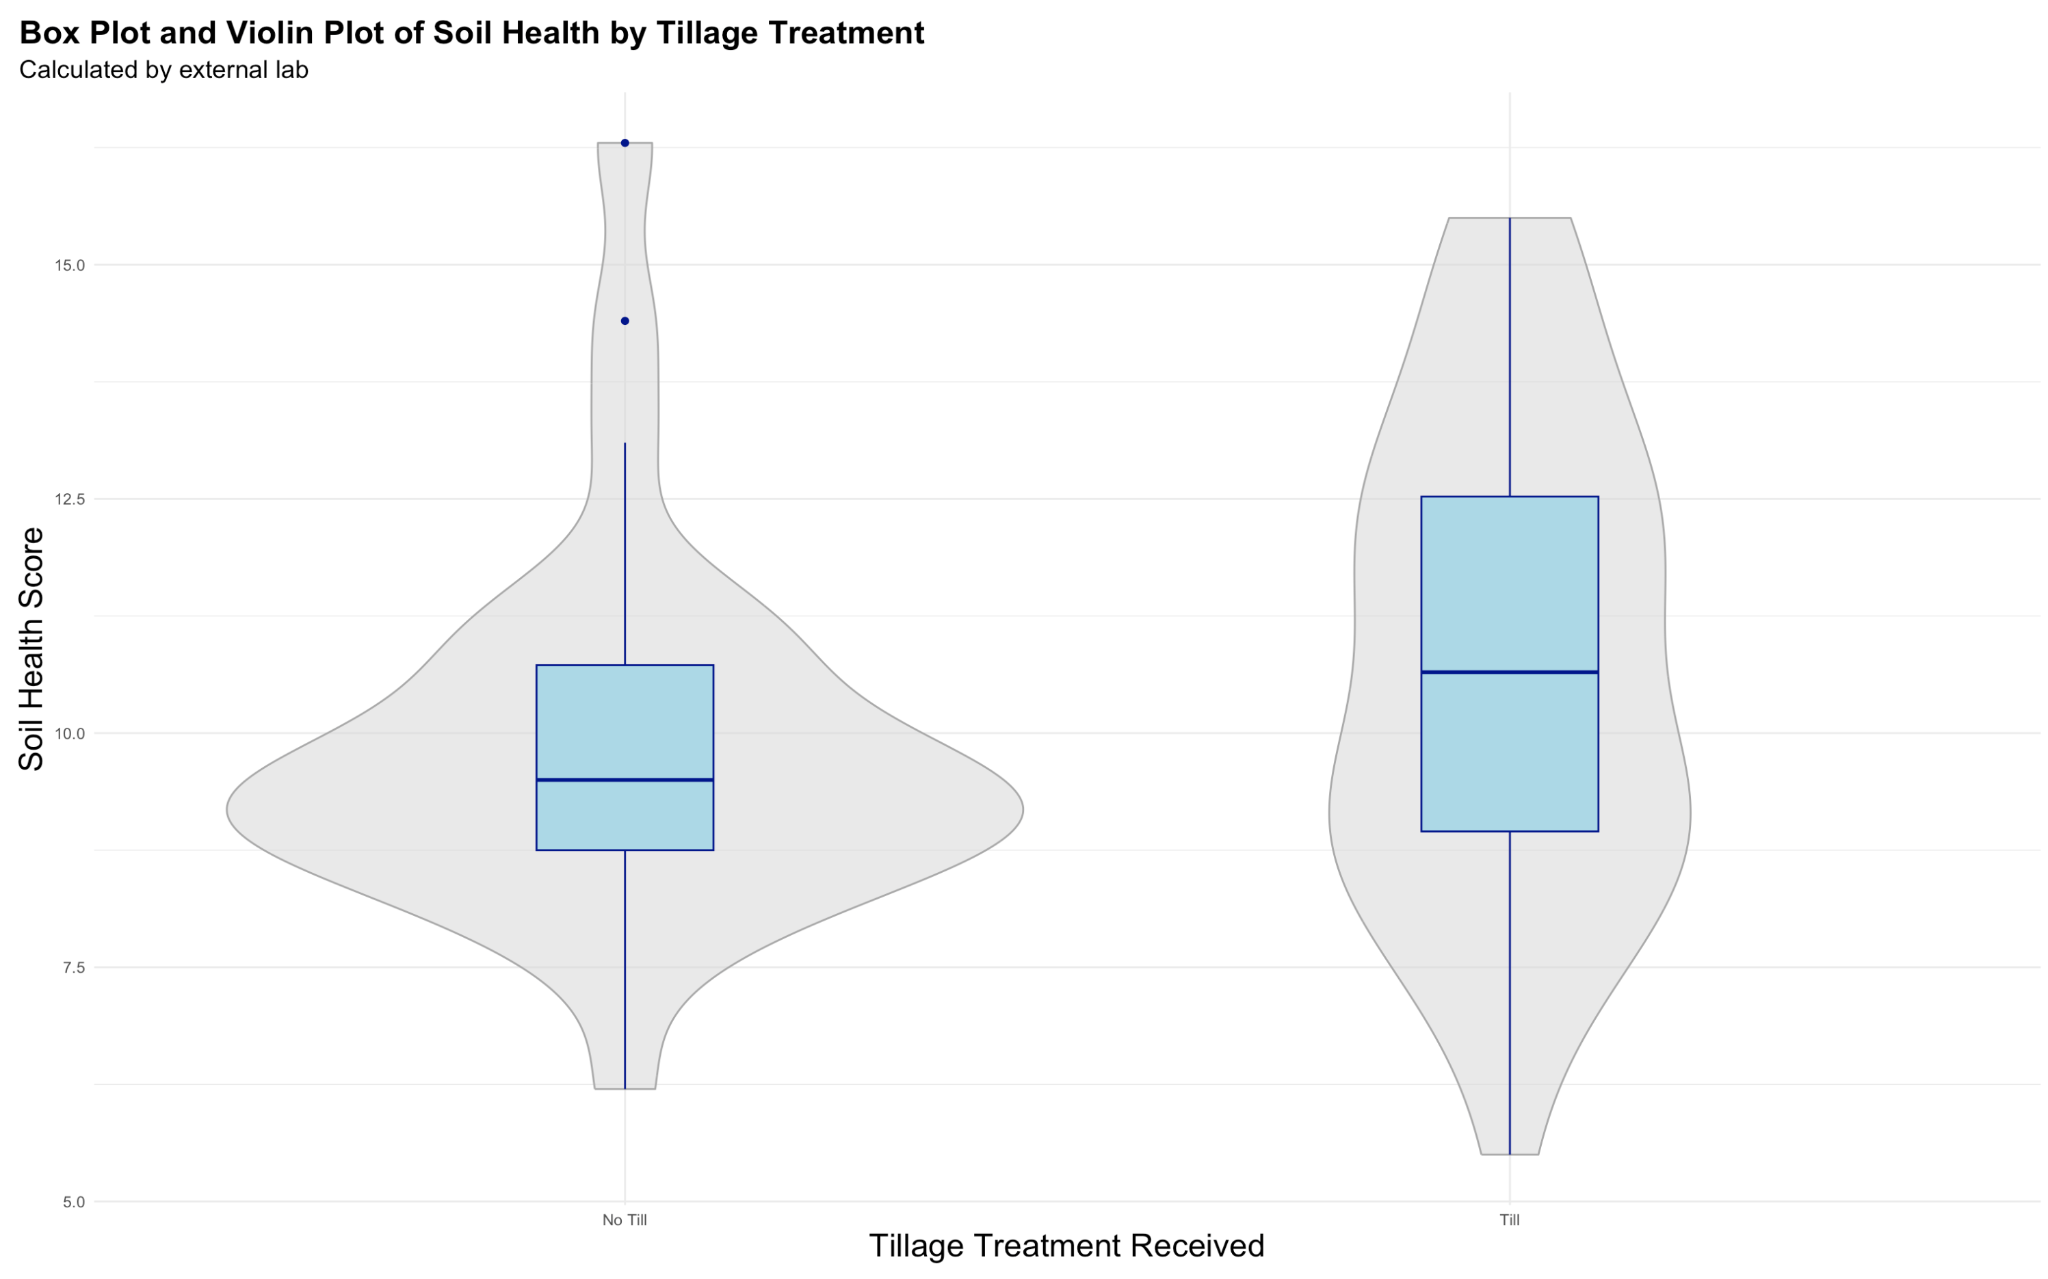 Box Plot and Violin Plot of Soil Health by Tillage Treatment
Calculated by external lab
Soil Health Score
15.0
12.5
10.0
7.5
5.0
No Till
Till
Tillage Treatment Received